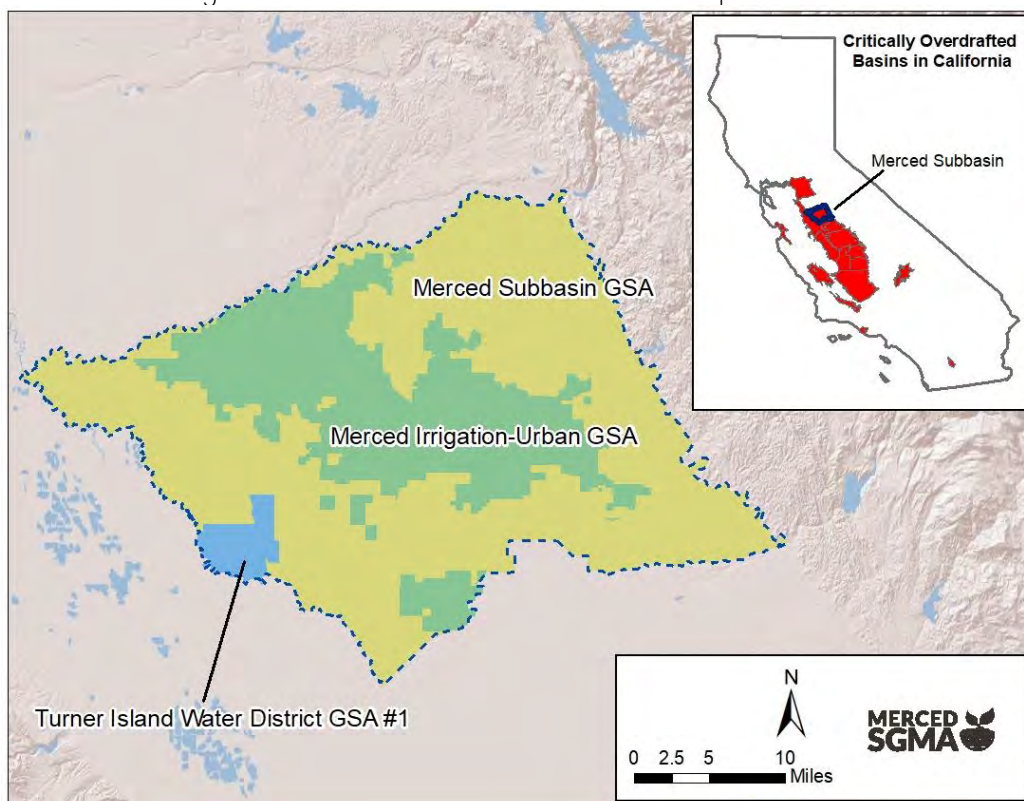 Critically Overdrafted
Basins in California
Merced Subbasin
Merced Subbasin GSA
Merced Irrigation-Urban GSA
Turner Island Water District GSA #1
N
0 2.5 5 10
Miles
MERCED
SGMA